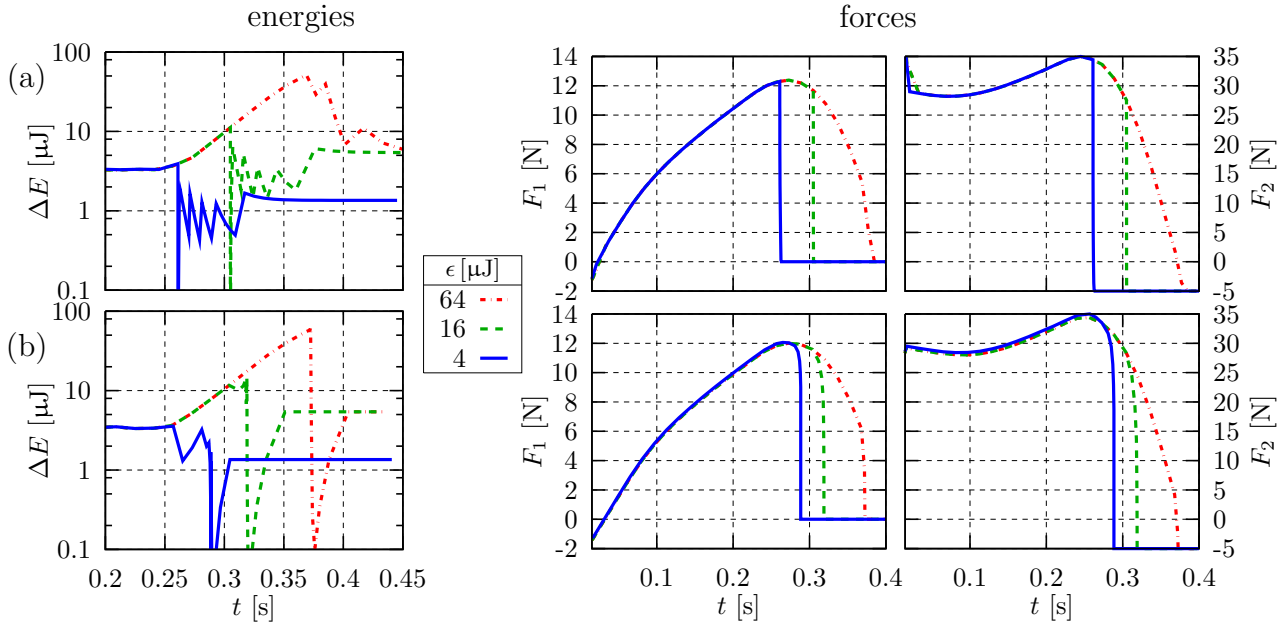 energies
forces
(a)
100
10
1
0.1
ΔE [µJ]
14
12
10
8
6
4
2
0
-2
F₁ [N]
35
30
25
20
15
10
5
0
-5
F₂ [N]
ϵ [µJ]
64
16
4
(b)
100
10
1
0.1
ΔE [µJ]
0.2 0.25 0.3 0.35 0.4 0.45
t [s]
14
12
10
8
6
4
2
0
-2
F₁ [N]
0.1 0.2 0.3 0.4
t [s]
35
30
25
20
15
10
5
0
-5
F₂ [N]
0.1 0.2 0.3 0.4
t [s]